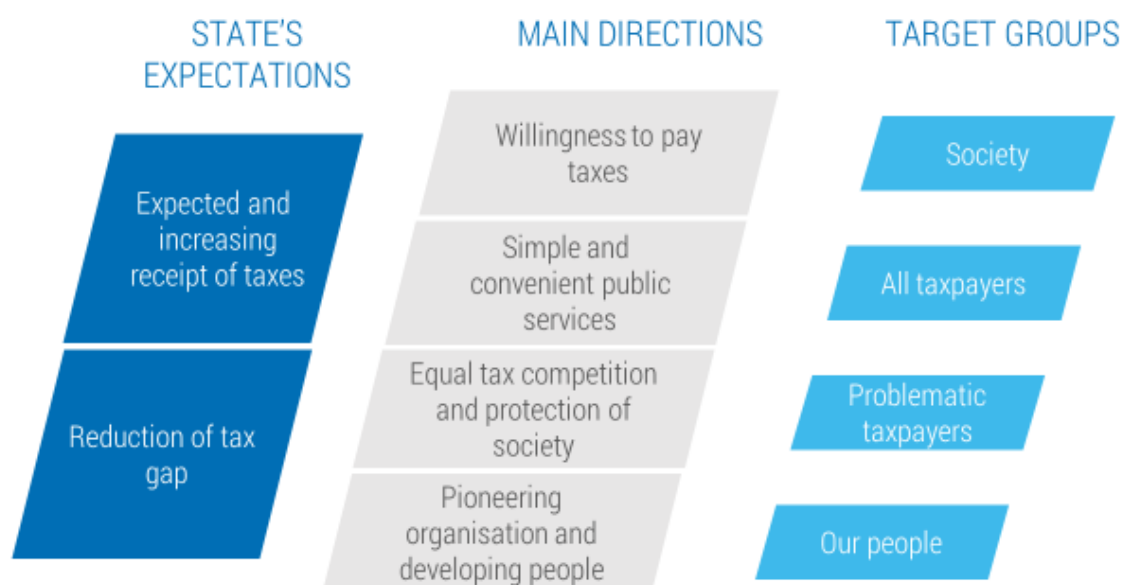 STATE'S
EXPECTATIONS
Expected and
increasing
receipt of taxes
Reduction of tax
gap
MAIN DIRECTIONS
Willingness to pay
taxes
Simple and
convenient public
services
Equal tax competition
and protection of
society
Pioneering
organisation and
developing people
TARGET GROUPS
Society
All taxpayers
Problematic
taxpayers
Our people